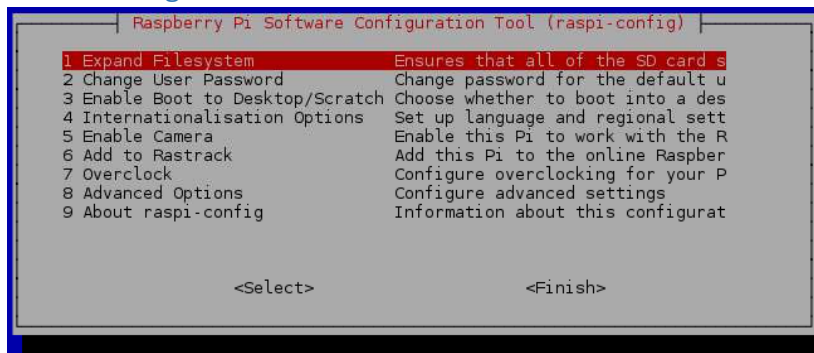 Raspberry Pi Software Configuration Tool (raspi-config)
1 Expand Filesystem Ensures that all of the SD card s
2 Change User Password Change password for the default u
3 Enable Boot to Desktop/Scratch Choose whether to boot into a des
4 Internationalisation Options Set up language and regional sett
5 Enable Camera Enable this Pi to work with the R
6 Add to Rastrack Add this Pi to the online Raspber
7 Overclock Configure overclocking for your P
8 Advanced Options Configure advanced settings
9 About raspi-config Information about this configurat
<Select> <Finish>